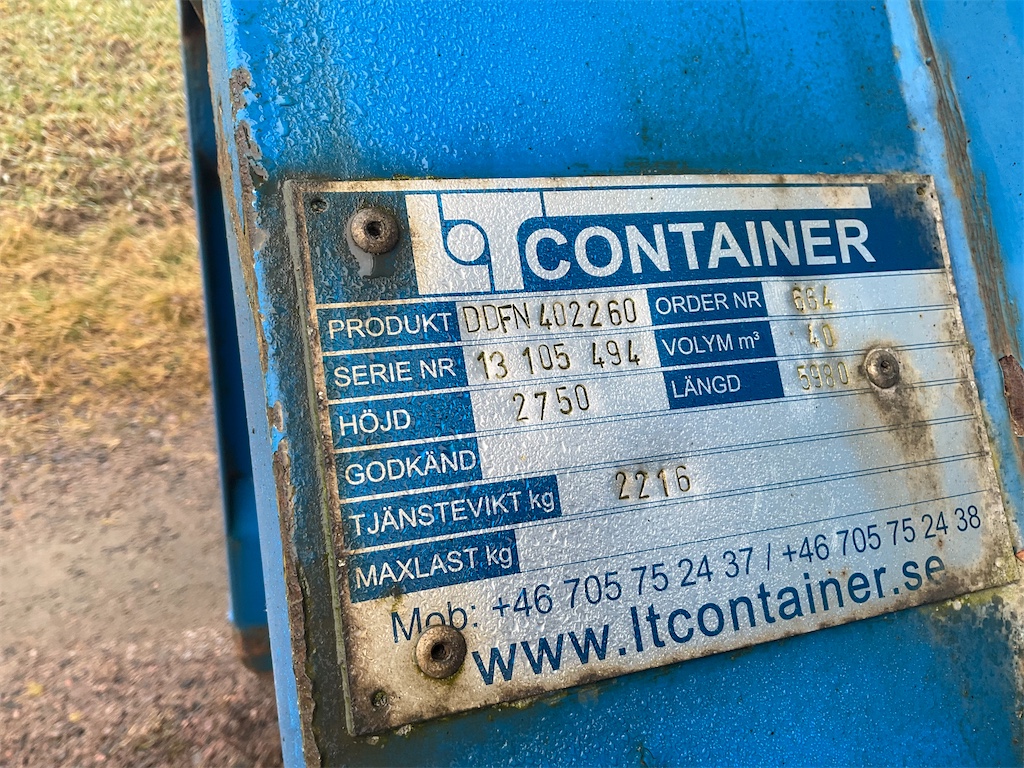 LT CONTAINER
PRODUKT DDFN 402260 ORDER NR 664
SERIE NR 13 105 494 VOLYM m³ 40
HÖJD 2750 LÄNGD 5980
GODKÄND
TJÄNSTEVIKT kg 2216
MAXLAST kg
Mob: +46 705 75 24 37 / +46 705 75 24 38
www.ltcontainer.se